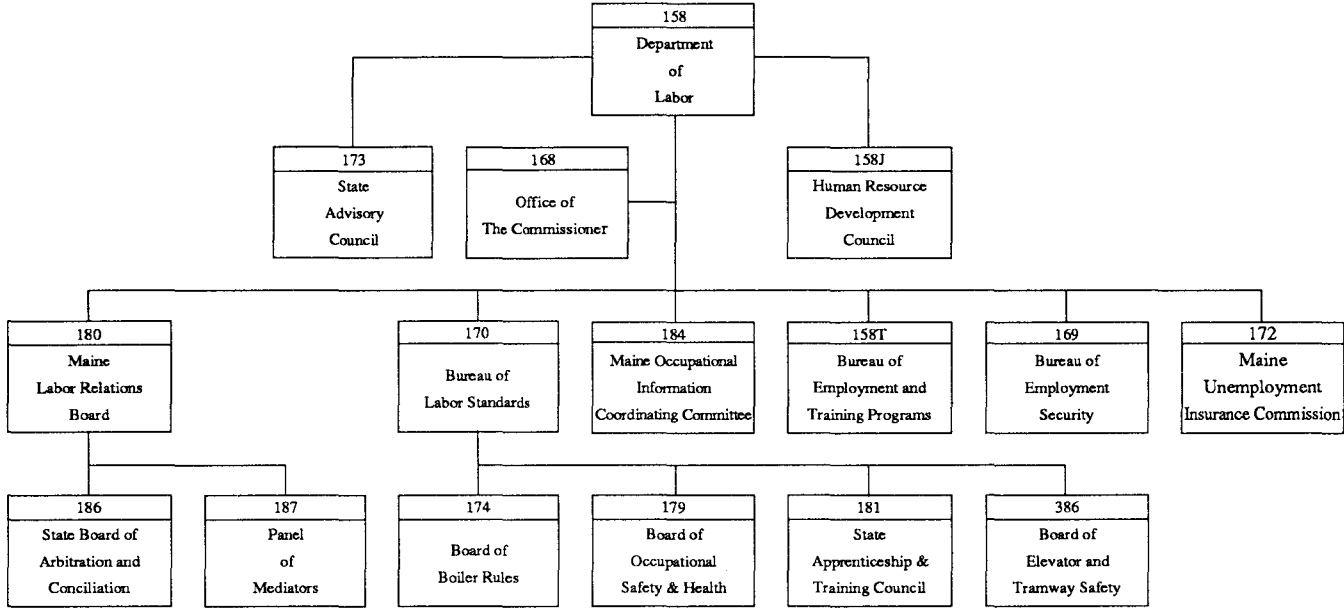 158
Department
of
Labor
173
State
Advisory
Council
168
Office of
The Commissioner
158J
Human Resource
Development
Council
180
Maine
Labor Relations
Board
170
Bureau of
Labor Standards
184
Maine Occupational
Information
Coordinating Committee
158T
Bureau of
Employment and
Training Programs
169
Bureau of
Employment
Security
172
Maine
Unemployment
Insurance Commission
186
State Board of
Arbitration and
Conciliation
187
Panel
of
Mediators
174
Board of
Boiler Rules
179
Board of
Occupational
Safety & Health
181
State
Apprenticeship &
Training Council
386
Board of
Elevator and
Tramway Safety